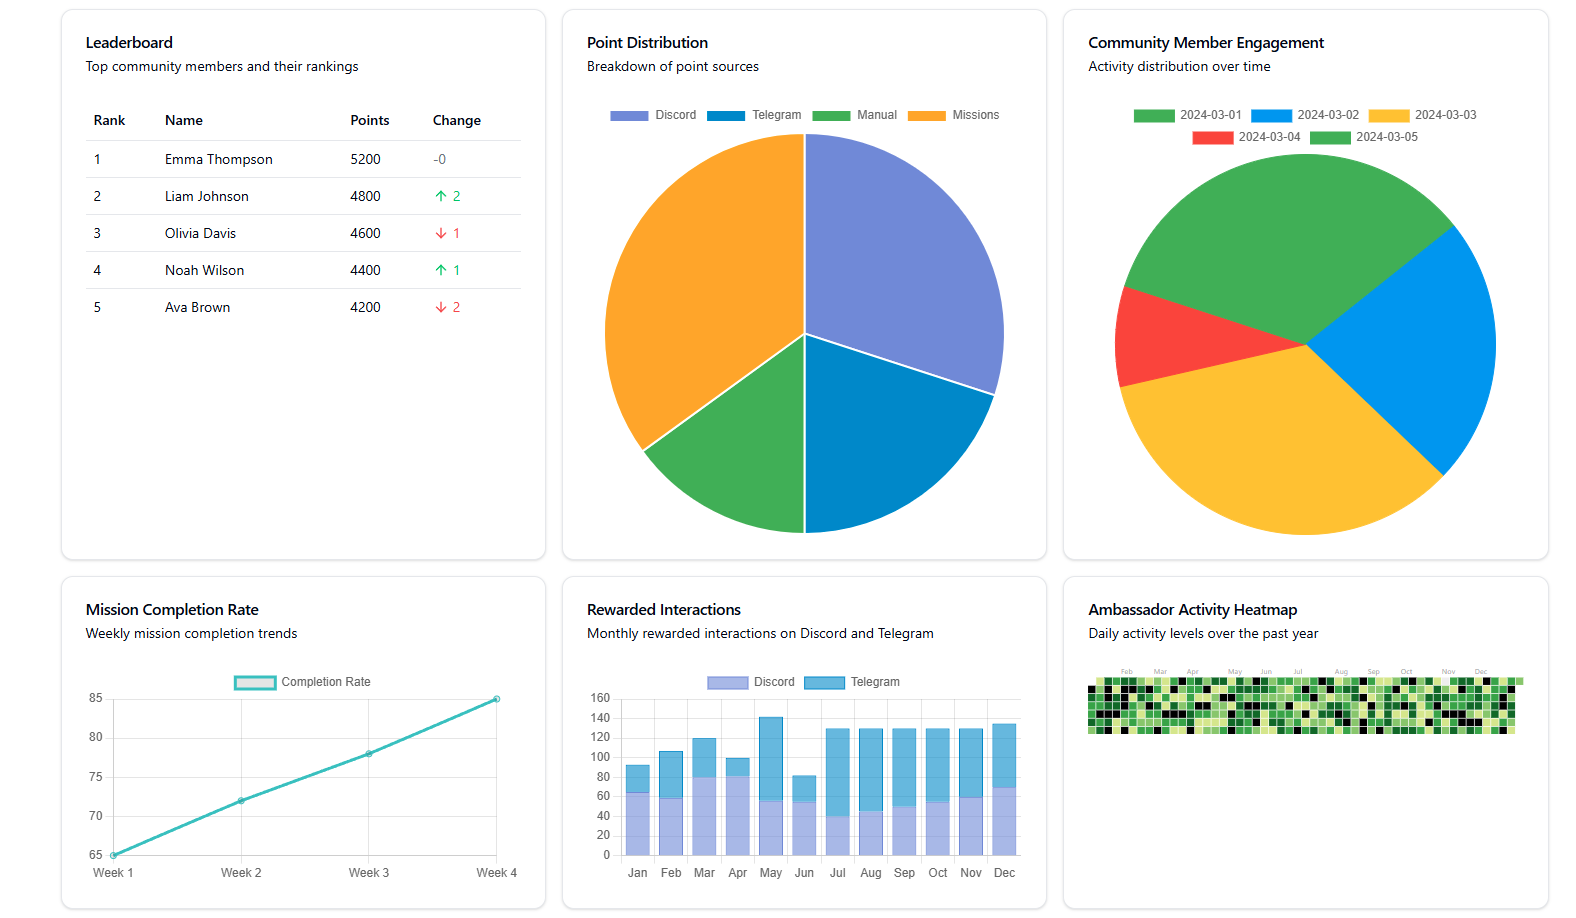 Leaderboard
Top community members and their rankings
Rank Name Points Change
1 Emma Thompson 5200 -0
2 Liam Johnson 4800 ↑ 2
3 Olivia Davis 4600 ↓ 1
4 Noah Wilson 4400 ↑ 1
5 Ava Brown 4200 ↓ 2
Point Distribution
Breakdown of point sources
Discord Telegram Manual Missions
Community Member Engagement
Activity distribution over time
2024-03-01 2024-03-02 2024-03-03
2024-03-04 2024-03-05
Mission Completion Rate
Weekly mission completion trends
Completion Rate
85
80
75
70
65
Week 1 Week 2 Week 3 Week 4
Rewarded Interactions
Monthly rewarded interactions on Discord and Telegram
Discord Telegram
160
140
120
100
80
60
40
20
0
Jan Feb Mar Apr May Jun Jul Aug Sep Oct Nov Dec
Ambassador Activity Heatmap
Daily activity levels over the past year
Feb Mar Apr May Jun Jul Aug Sep Oct Nov Dec